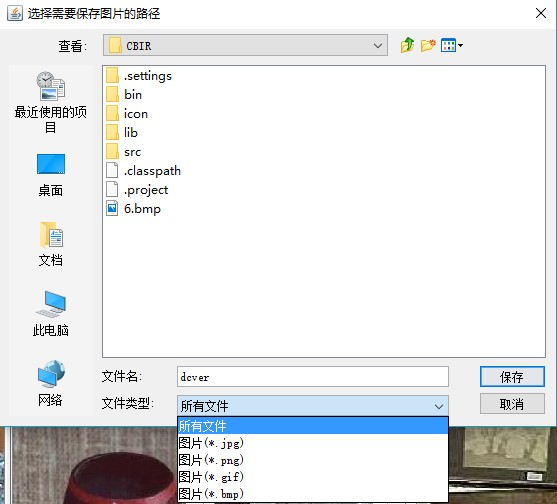 选择需要保存图片的路径
查看:
CBIR
最近使用的项
目
桌面
文档
此电脑
网络
.settings
bin
icon
lib
src
.classpath
.project
6.bmp
文件名:
dcver
保存
文件类型:
所有文件
取消
所有文件
图片(*.jpg)
图片(*.png)
图片(*.gif)
图片(*.bmp)